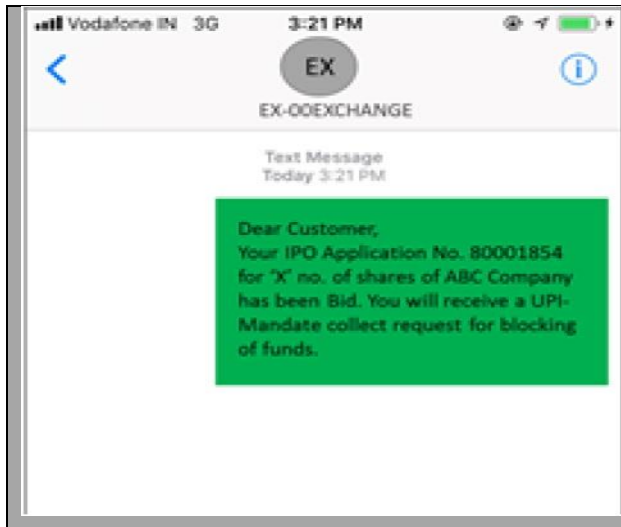 Vodafone IN 3G 3:21 PM
EX
EX-00EXCHANGE
Text Message
Today 3:21 PM
Dear Customer,
Your IPO Application No. 80001854
for 'X' no. of shares of ABC Company
has been Bid. You will receive a UPI-
Mandate collect request for blocking
of funds.